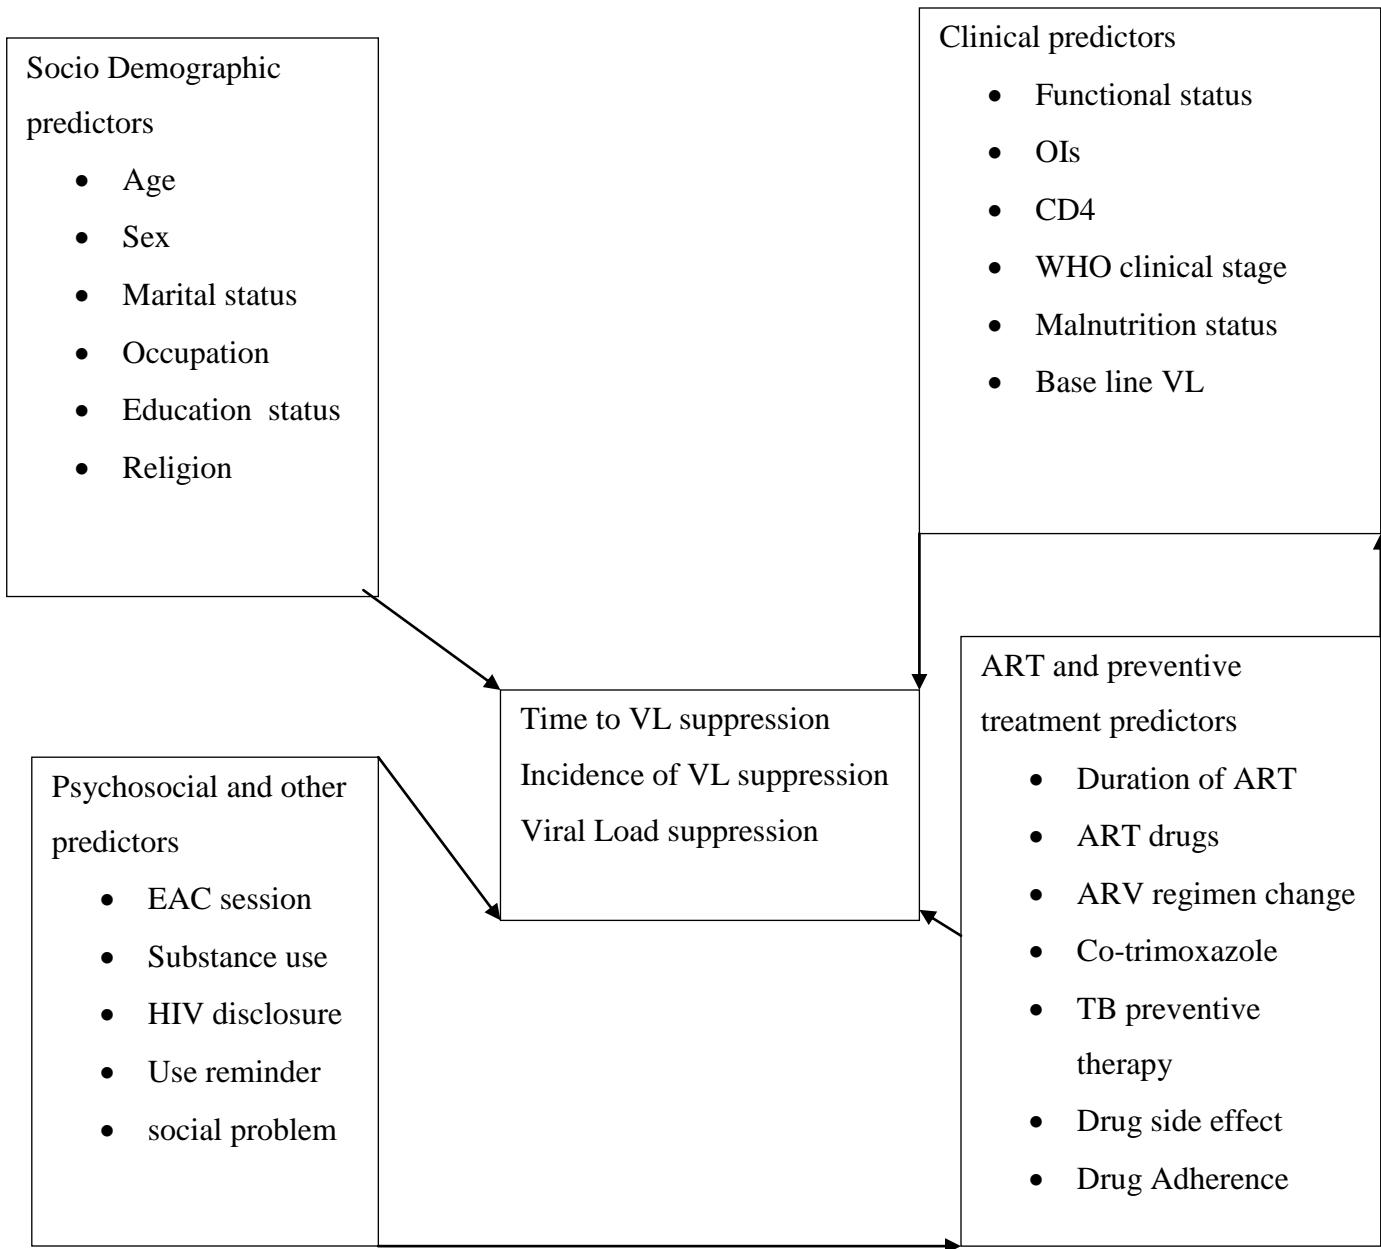 Socio Demographic
predictors
• Age
• Sex
• Marital status
• Occupation
• Education  status
• Religion
Clinical predictors
• Functional status
• OIs
• CD4
• WHO clinical stage
• Malnutrition status
• Base line VL
Time to VL suppression
Incidence of VL suppression
Viral Load suppression
Psychosocial and other
predictors
• EAC session
• Substance use
• HIV disclosure
• Use reminder
• social problem
ART and preventive
treatment predictors
• Duration of ART
• ART drugs
• ARV regimen change
• Co-trimoxazole
• TB preventive
therapy
• Drug side effect
• Drug Adherence